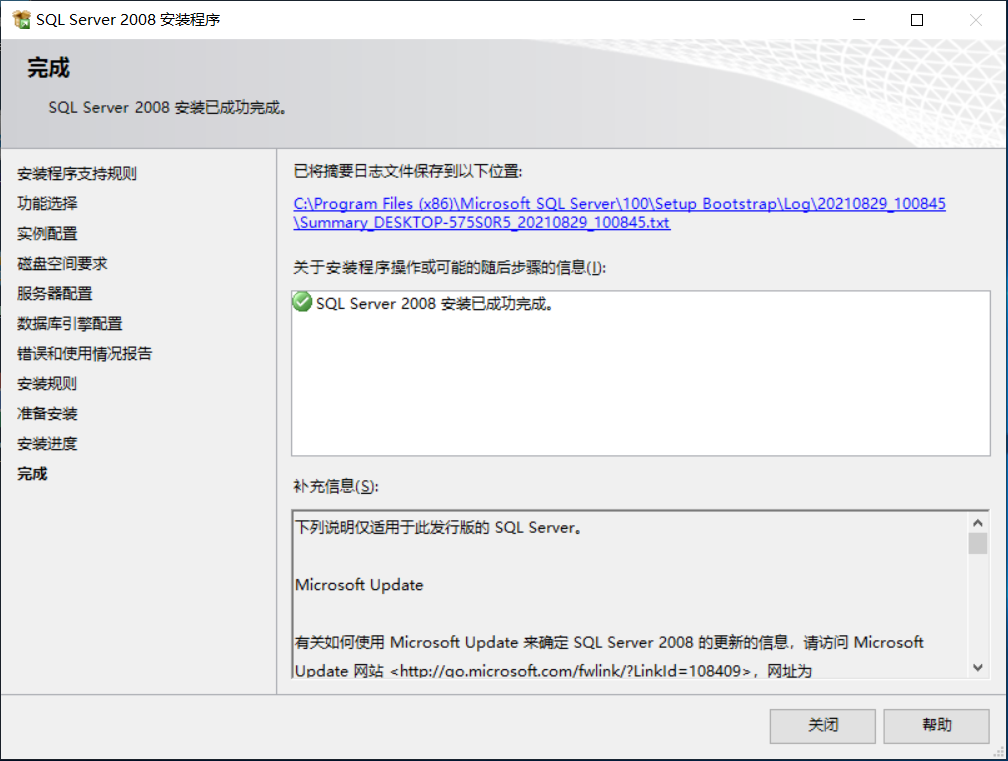 SQL Server 2008 安装程序
完成
SQL Server 2008 安装已成功完成。
安装程序支持规则
功能选择
实例配置
磁盘空间要求
服务器配置
数据库引擎配置
错误和使用情况报告
安装规则
准备安装
安装进度
完成
已将摘要日志文件保存到以下位置:
C:\Program Files (x86)\Microsoft SQL Server\100\Setup Bootstrap\Log\20210829_100845
\Summary_DESKTOP-575S0R5_20210829_100845.txt
关于安装程序操作或可能的随后步骤的信息(I):
SQL Server 2008 安装已成功完成。
补充信息(S):
下列说明仅适用于此发行版的 SQL Server。
Microsoft Update
有关如何使用 Microsoft Update 来确定 SQL Server 2008 的更新的信息，请访问 Microsoft
Update 网站 <http://go.microsoft.com/fwlink/?LinkId=108409>，网址为
关闭
帮助